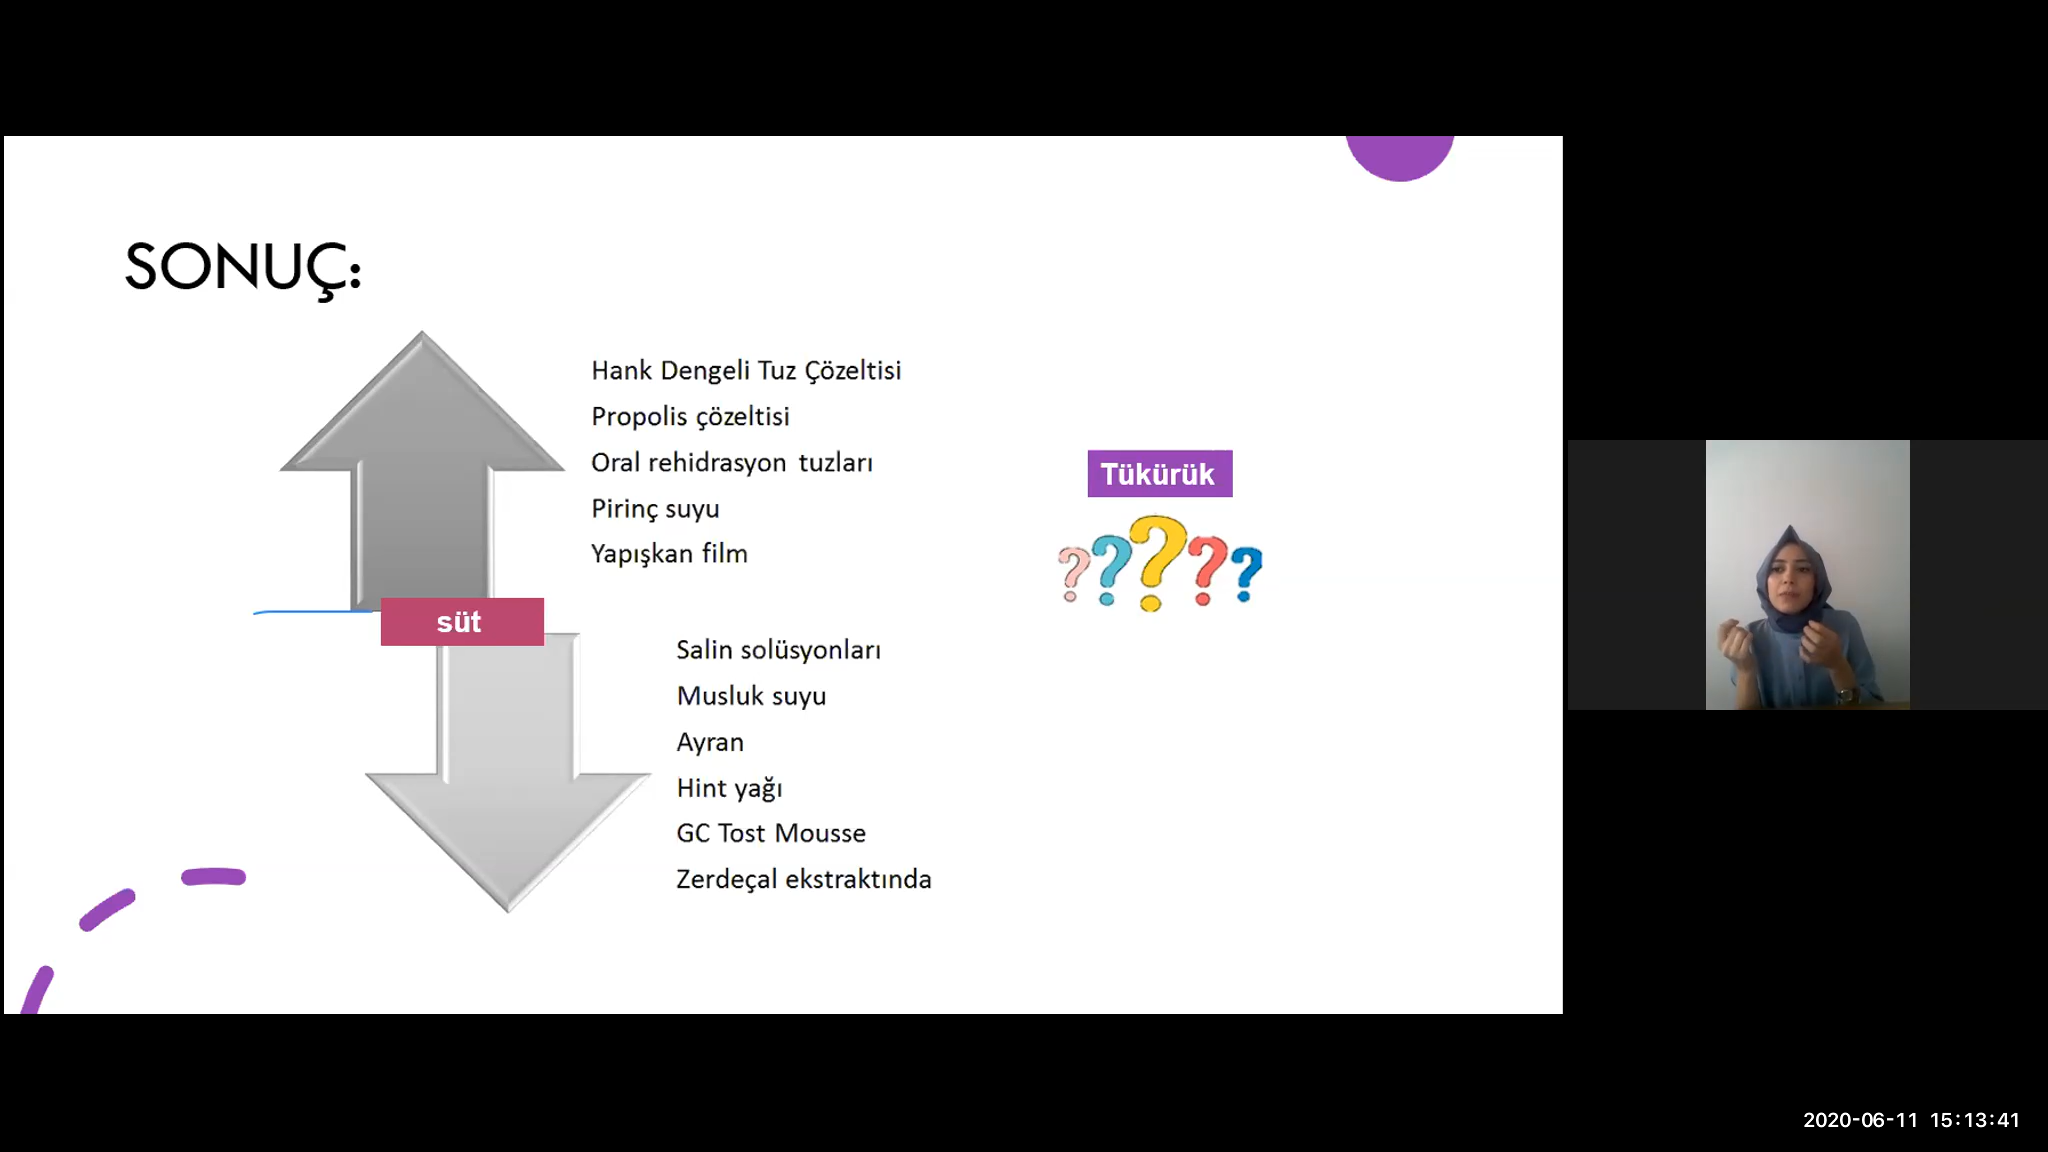 SONUÇ:
Hank Dengeli Tuz Çözeltisi
Propolis çözeltisi
Oral rehidrasyon tuzları
Pirinç suyu
Yapışkan film
Tükürük
?????
süt
Salin solüsyonları
Musluk suyu
Ayran
Hint yağı
GC Tost Mousse
Zerdeçal ekstraktında
2020-06-11 15:13:41